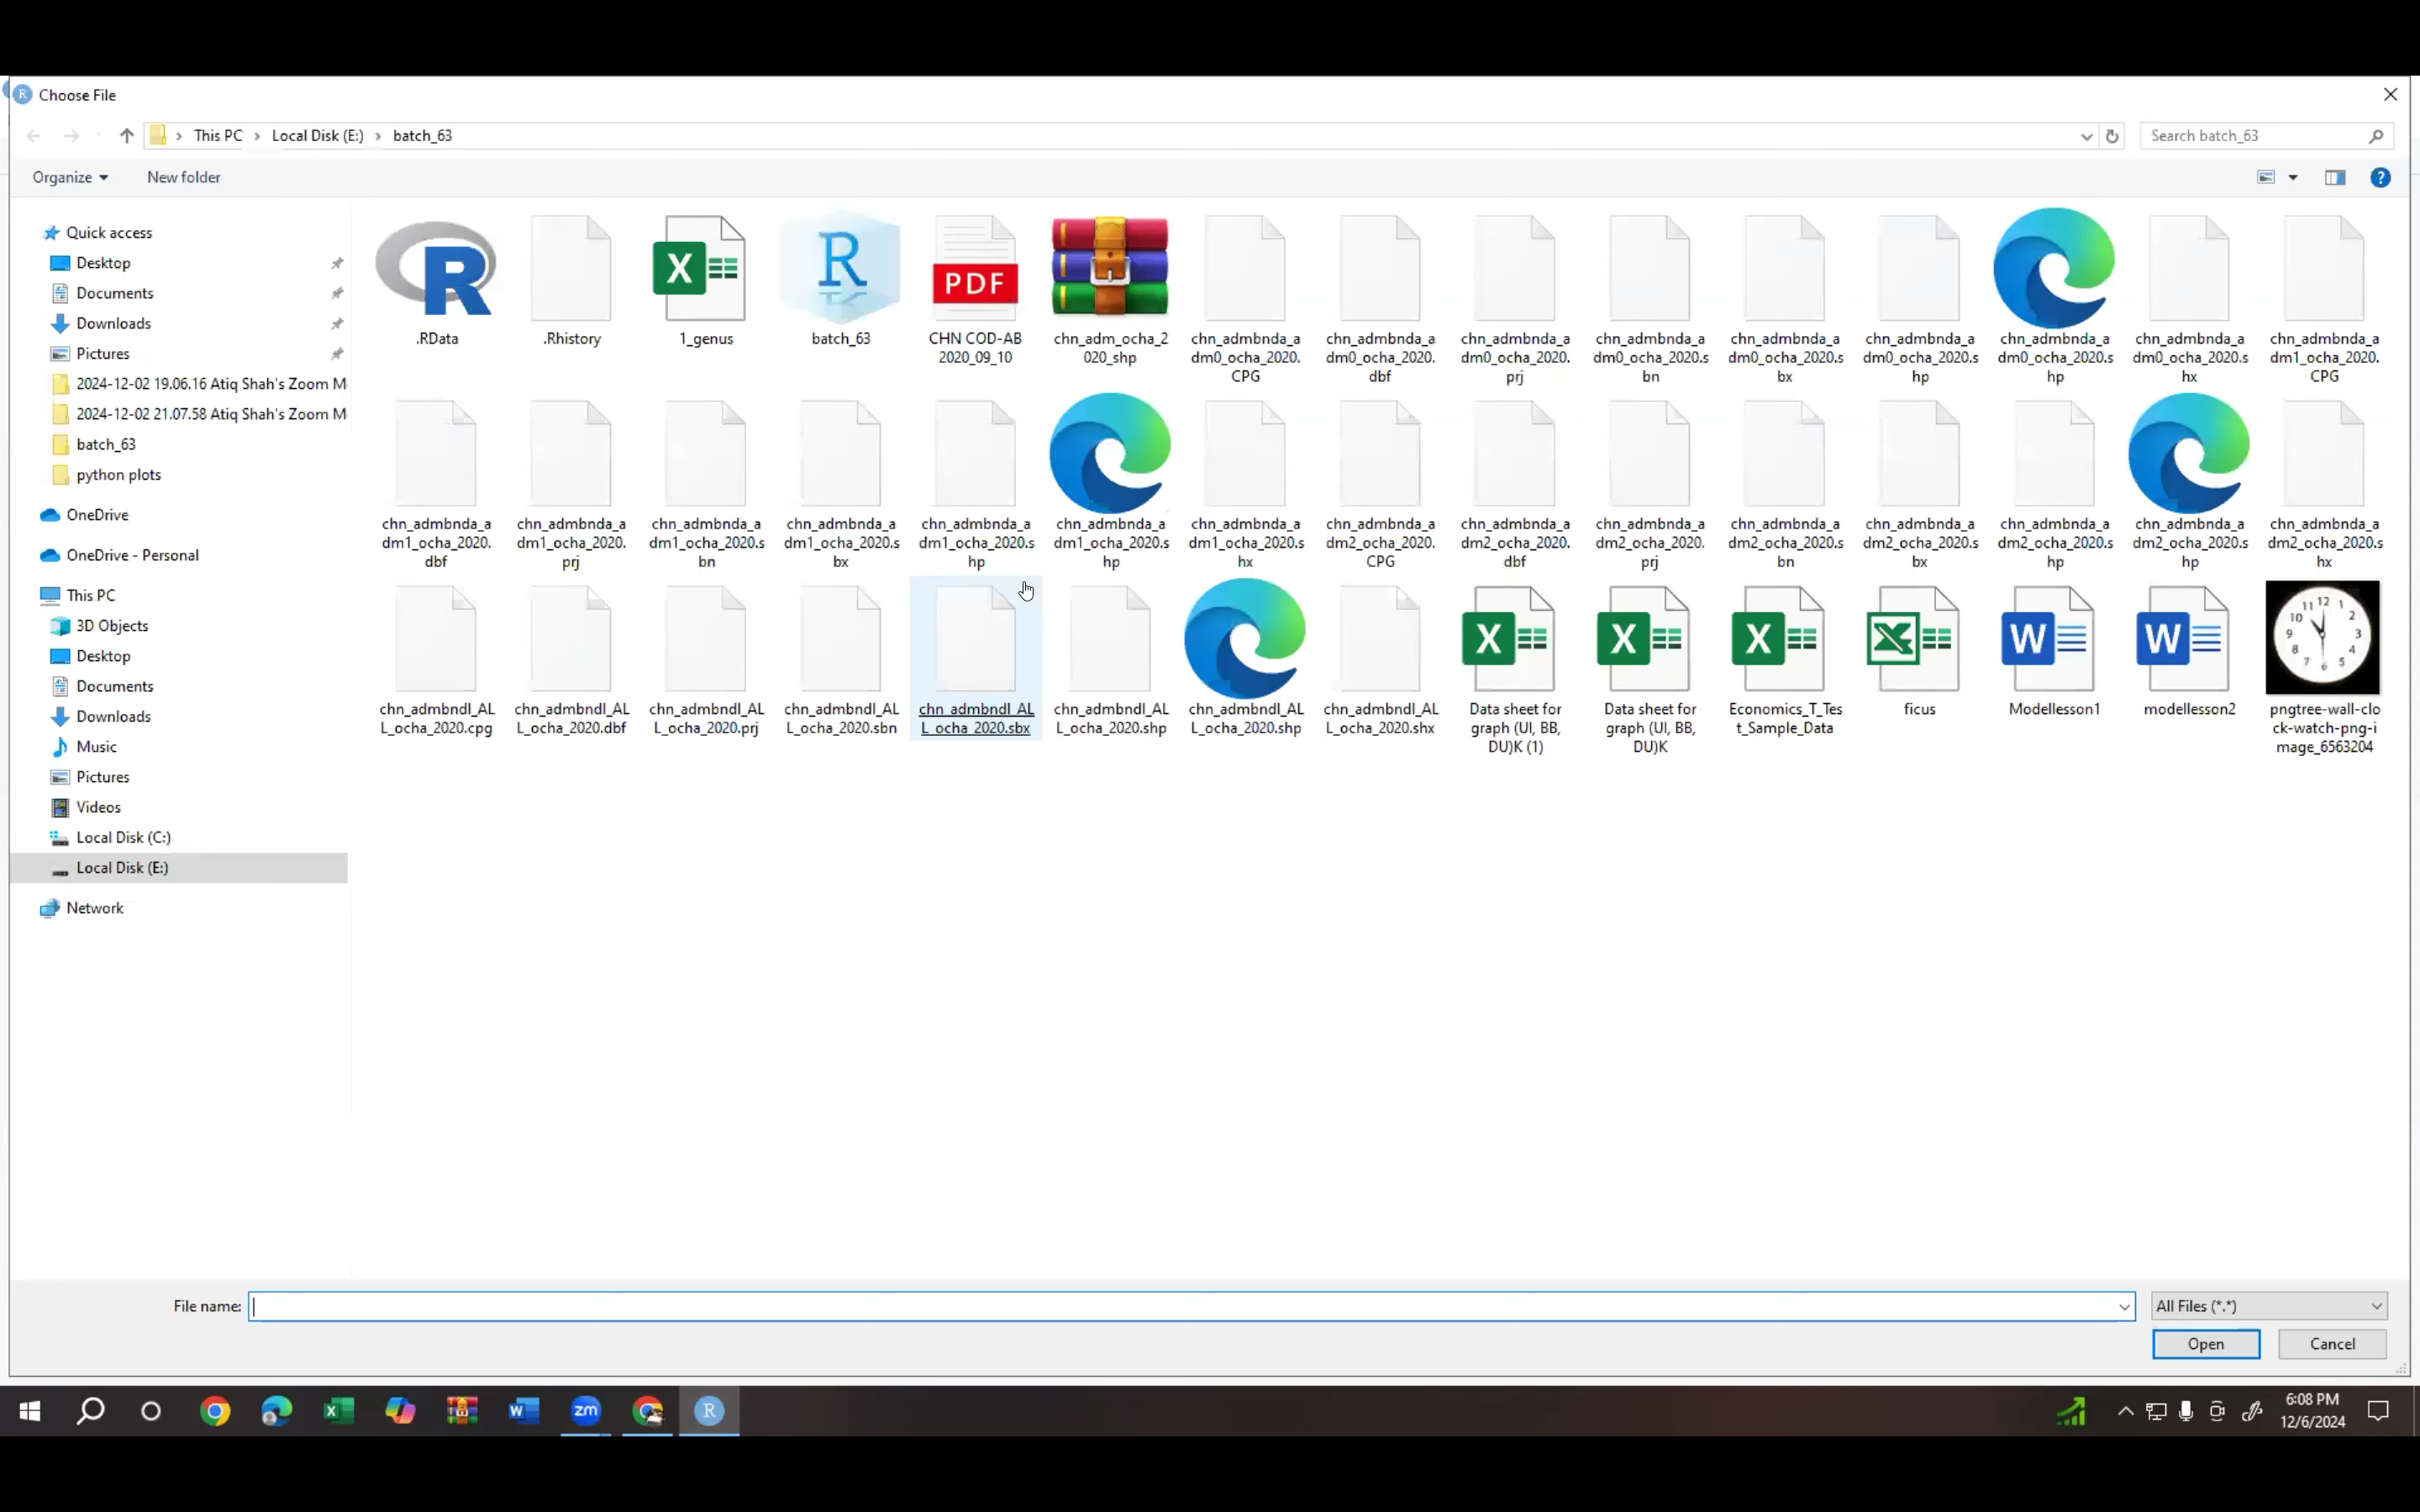 Choose File
This PC > Local Disk (E:) > batch_63
Search batch_63
Organize
New folder
Quick access
Desktop
Documents
Downloads
Pictures
2024-12-02 19.06.16 Atiq Shah's Zoom M
2024-12-02 21.07.58 Atiq Shah's Zoom M
batch_63
python plots
OneDrive
OneDrive - Personal
This PC
3D Objects
Desktop
Documents
Downloads
Music
Pictures
Videos
Local Disk (C:)
Local Disk (E:)
Network
.RData
.Rhistory
1_genus
batch_63
PDF
CHN COD-AB
2020_09_10
chn_adm_ocha_2
020_shp
chn_admbnda_a
dm0_ocha_2020.
CPG
chn_admbnda_a
dm0_ocha_2020.
dbf
chn_admbnda_a
dm0_ocha_2020.
prj
chn_admbnda_a
dm0_ocha_2020.s
bn
chn_admbnda_a
dm0_ocha_2020.s
bx
chn_admbnda_a
dm0_ocha_2020.s
hp
chn_admbnda_a
dm0_ocha_2020.s
hp
chn_admbnda_a
dm0_ocha_2020.s
hx
chn_admbnda_a
dm1_ocha_2020.
CPG
chn_admbnda_a
dm1_ocha_2020.
dbf
chn_admbnda_a
dm1_ocha_2020.
prj
chn_admbnda_a
dm1_ocha_2020.s
bn
chn_admbnda_a
dm1_ocha_2020.s
bx
chn_admbnda_a
dm1_ocha_2020.s
hp
chn_admbnda_a
dm1_ocha_2020.s
hp
chn_admbnda_a
dm1_ocha_2020.s
hx
chn_admbnda_a
dm2_ocha_2020.
CPG
chn_admbnda_a
dm2_ocha_2020.
dbf
chn_admbnda_a
dm2_ocha_2020.
prj
chn_admbnda_a
dm2_ocha_2020.s
bn
chn_admbnda_a
dm2_ocha_2020.s
bx
chn_admbnda_a
dm2_ocha_2020.s
hp
chn_admbnda_a
dm2_ocha_2020.s
hp
chn_admbnda_a
dm2_ocha_2020.s
hx
chn_admbndl_AL
L_ocha_2020.cpg
chn_admbndl_AL
L_ocha_2020.dbf
chn_admbndl_AL
L_ocha_2020.prj
chn_admbndl_AL
L_ocha_2020.sbn
chn_admbndl_AL
L_ocha_2020.sbx
chn_admbndl_AL
L_ocha_2020.shp
chn_admbndl_AL
L_ocha_2020.shp
chn_admbndl_AL
L_ocha_2020.shx
Data sheet for
graph (UI, BB,
DU)K (1)
Data sheet for
graph (UI, BB,
DU)K
Economics_T_Tes
t_Sample_Data
ficus
Modellesson1
modellesson2
pngtree-wall-clo
ck-watch-png-i
mage_6563204
File name:
All Files (*.*)
Open
Cancel
zm
6:08 PM
12/6/2024